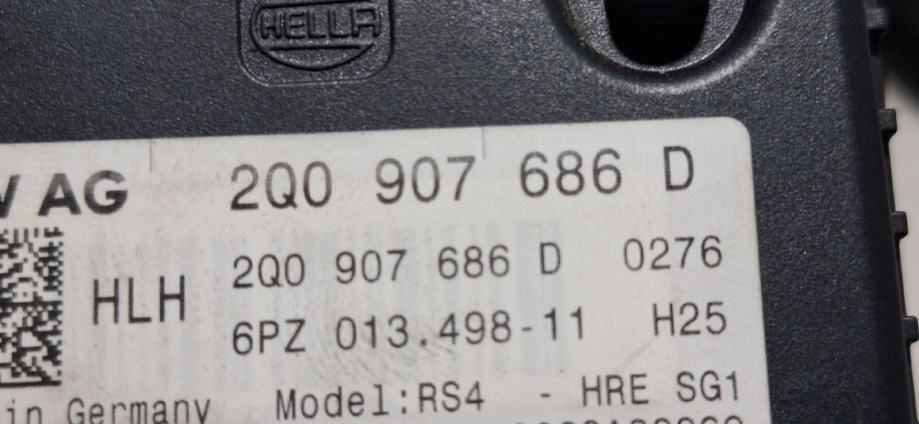 HELLA
AG 2Q0 907 686 D
2Q0 907 686 D 0276
HLH
6PZ 013.498-11 H25
in Germany Model:RS4 - HRE SG1